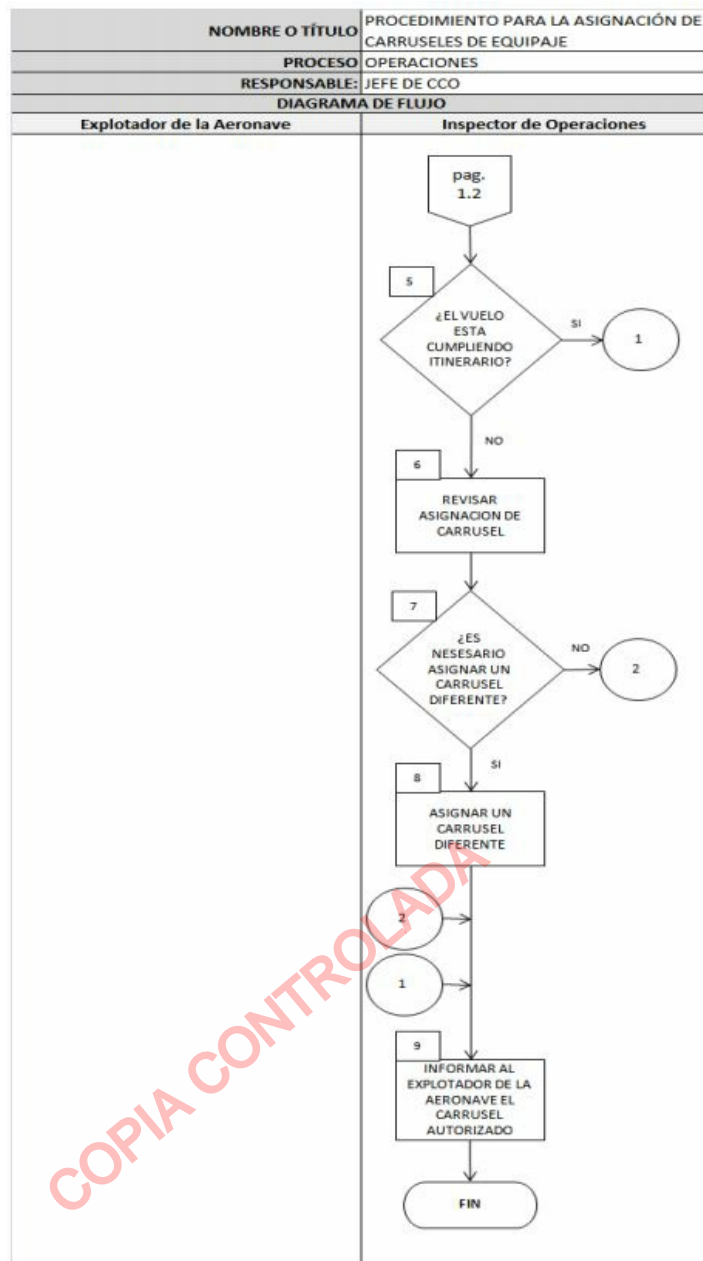 NOMBRE O TÍTULO
PROCEDIMIENTO PARA LA ASIGNACIÓN DE
CARRUSELES DE EQUIPAJE
PROCESO
OPERACIONES
RESPONSABLE:
JEFE DE CCO
DIAGRAMA DE FLUJO
Explotador de la Aeronave
Inspector de Operaciones
pag.
1.2
5
¿EL VUELO
ESTA
CUMPLIENDO
ITINERARIO?
SI
1
NO
6
REVISAR
ASIGNACION DE
CARRUSEL
7
¿ES
NESESARIO
ASIGNAR UN
CARRUSEL
DIFERENTE?
NO
2
SI
8
ASIGNAR UN
CARRUSEL
DIFERENTE
2
1
9
INFORMAR AL
EXPLOTADOR DE LA
AERONAVE EL
CARRUSEL
AUTORIZADO
FIN
COPIA CONTROLADA